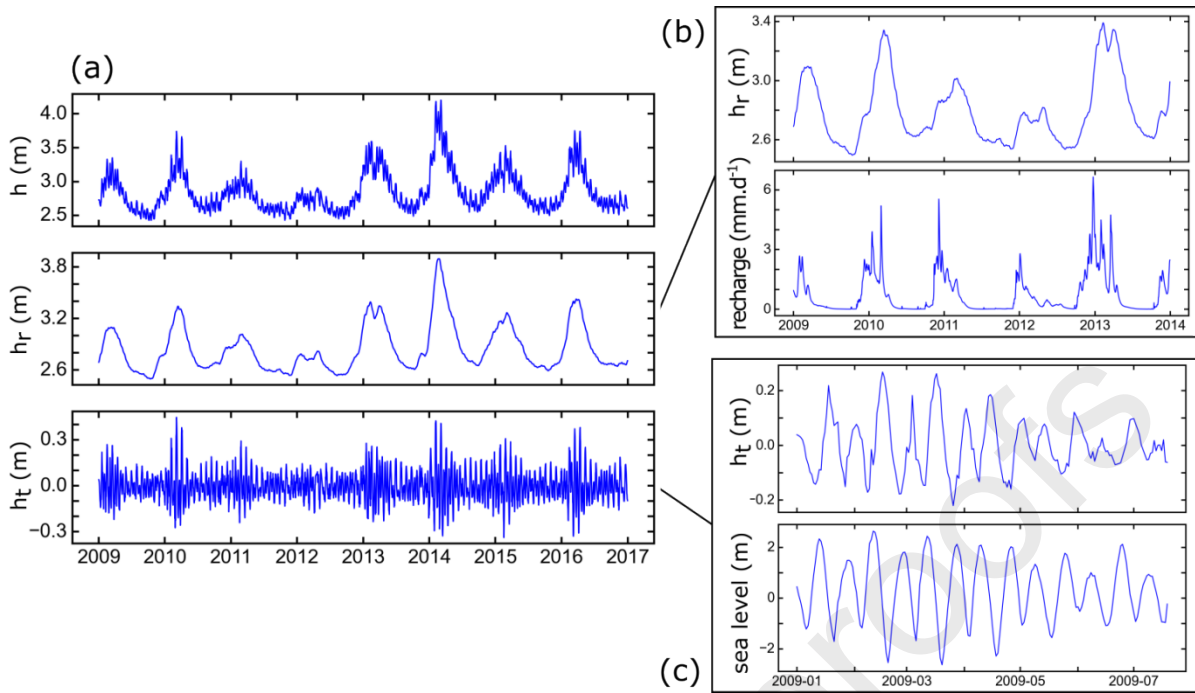 (a)
4.0
3.5
3.0
2.5
h (m)
3.8
3.2
2.6
hr (m)
0.3
0.0
−0.3
ht (m)
2009 2010 2011 2012 2013 2014 2015 2016 2017
(b)
3.4
3.0
2.6
hr (m)
6
3
0
recharge (mm.d-1)
2009 2010 2011 2012 2013 2014
(c)
0.2
0.0
−0.2
ht (m)
2
0
−2
sea level (m)
2009-01 2009-03 2009-05 2009-07
roofs